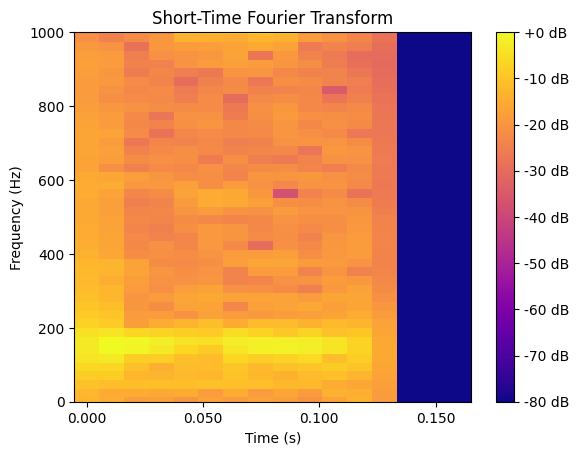 Short-Time Fourier Transform
1000
800
600
400
200
0
Frequency (Hz)
0.000
0.050
0.100
0.150
Time (s)
+0 dB
-10 dB
-20 dB
-30 dB
-40 dB
-50 dB
-60 dB
-70 dB
-80 dB